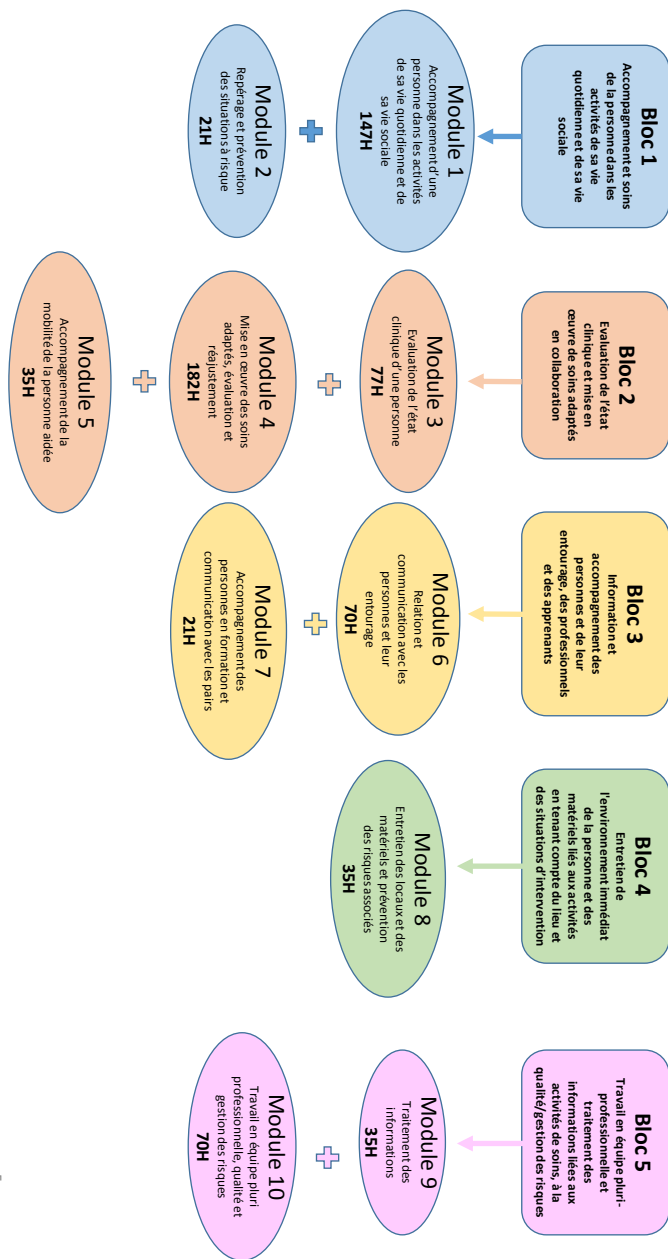 Bloc 1
Accompagnement et soins
de la personne dans les
activités de sa vie
quotidienne et de sa vie
sociale
Module 1
Accompagnement d'une
personne dans les activités
de sa vie quotidienne et de
sa vie sociale
147H
Module 2
Repérage et prévention
des situations à risque
21H
Bloc 2
Evaluation de l'état
clinique et mise en
œuvre de soins adaptés
en collaboration
Module 3
Evaluation de l'état
clinique d'une personne
77H
Module 4
Mise en œuvre des soins
adaptés, évaluation et
réajustement
182H
Module 5
Accompagnement de la
mobilité de la personne aidée
35H
Bloc 3
Information et
accompagnement des
personnes et de leur
entourage, des professionnels
et des apprenants
Module 6
Relation et
communication avec les
personnes et leur
entourage
70H
Module 7
Accompagnement des
personnes en formation et
communication avec les pairs
21H
Bloc 4
Entretien de
l'environnement immédiat
de la personne et des
matériels liés aux activités
en tenant compte du lieu et
des situations d'intervention
Module 8
Entretien des locaux et des
matériels et prévention
des risques associés
35H
Bloc 5
Travail en équipe pluri-
professionnelle et
traitement des
informations liées aux
activités de soins, à la
qualité/gestion des risques
Module 9
Traitement des
informations
35H
Module 10
Travail en équipe pluri
professionnelle, qualité et
gestion des risques
70H